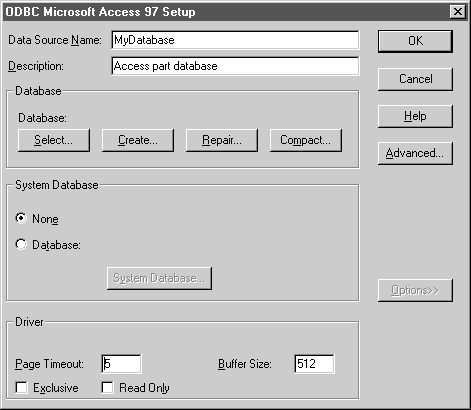 ODBC Microsoft Access 97 Setup
Data Source Name: MyDatabase OK
Description: Access part database
Cancel
Database
Help
Database:
Select... Create... Repair... Compact... Advanced...
System Database
None
Database:
System Database...
Options>>
Driver
Page Timeout: 5 Buffer Size: 512
Exclusive Read Only